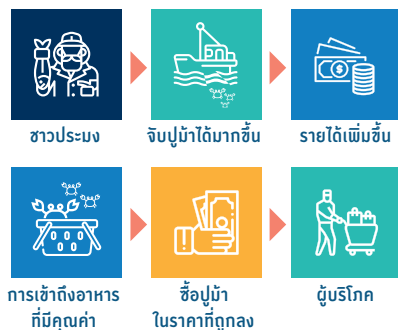 ชาวประมง
จับปูม้าได้มากขึ้น
รายได้เพิ่มขึ้น
การเข้าถึงอาหาร
ที่มีคุณค่า
ซื้อปูม้า
ในราคาที่ถูกลง
ผู้บริโภค